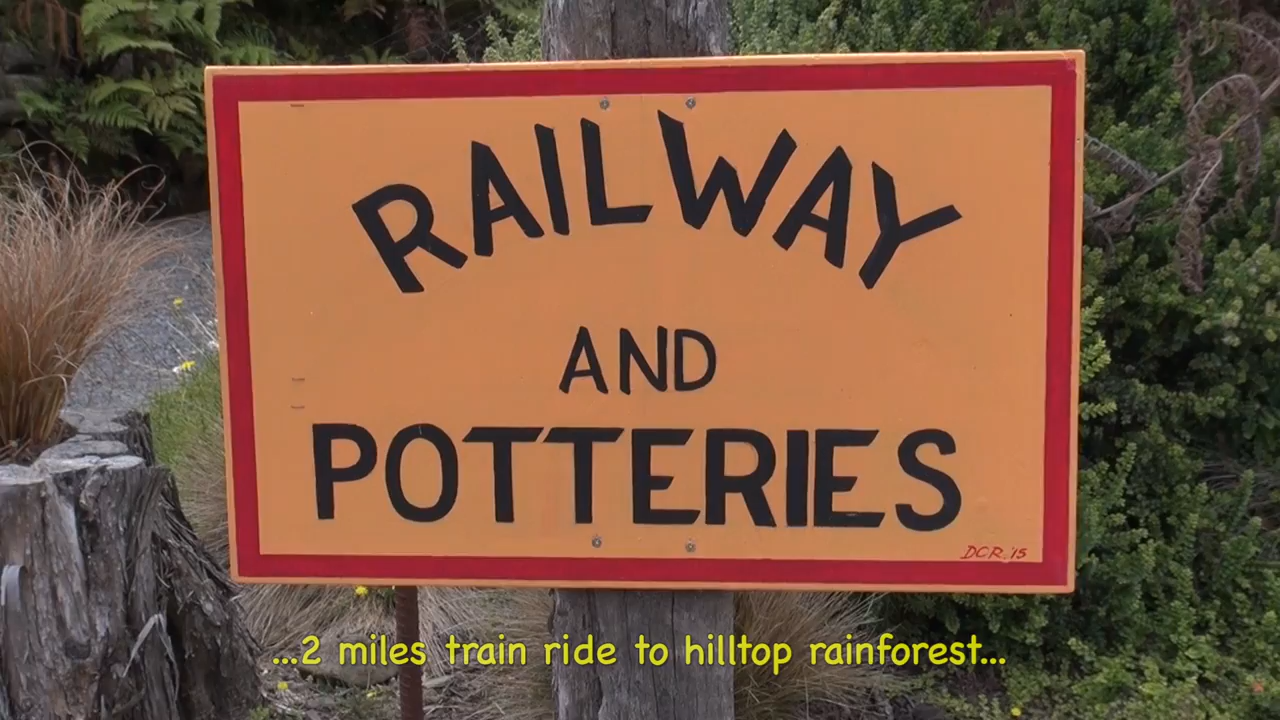 RAILWAY
AND
POTTERIES
DCR.'15
...2 miles train ride to hilltop rainforest...